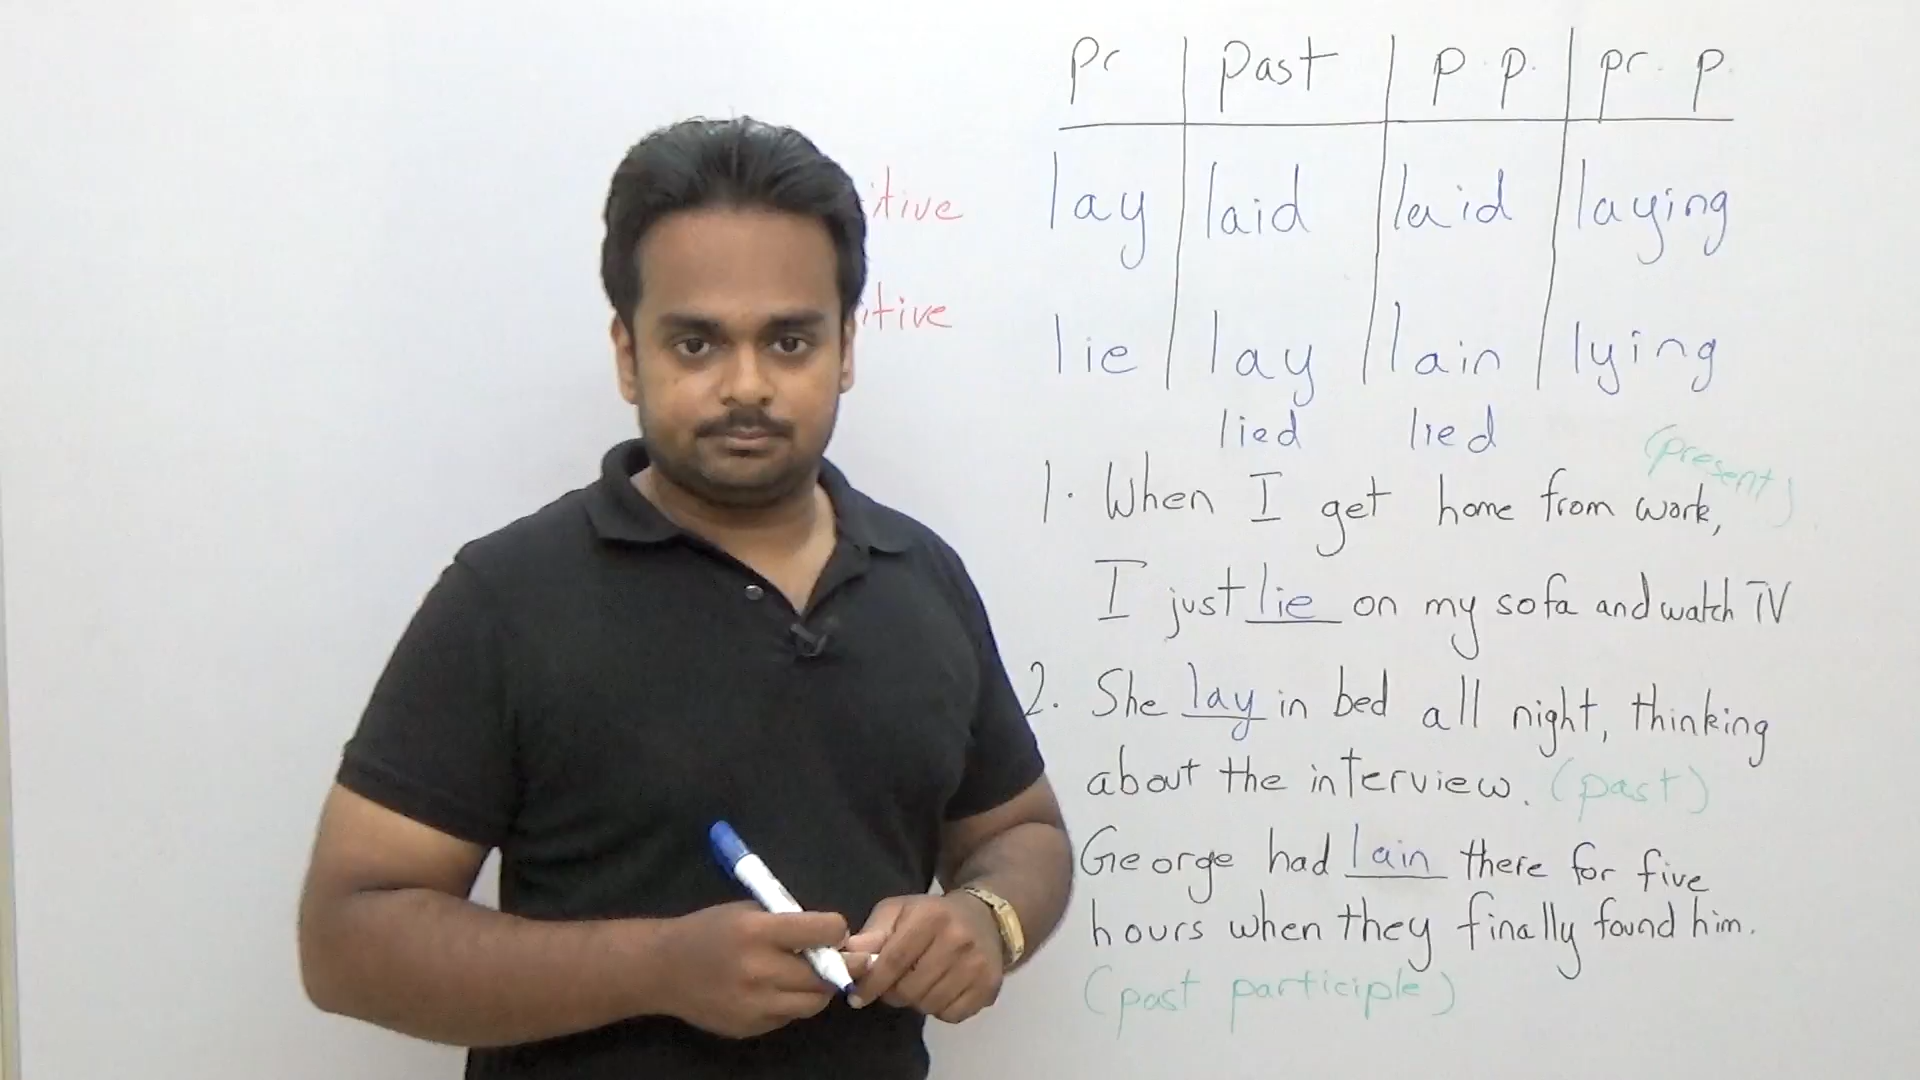 pr past p.p. pr. p.
lay laid laid laying
lie lay lain lying
lied lied
(present)
1. When I get home from work,
I just lie on my sofa and watch TV
2. She lay in bed all night, thinking
about the interview. (past)
George had lain there for five
hours when they finally found him.
(past participle)